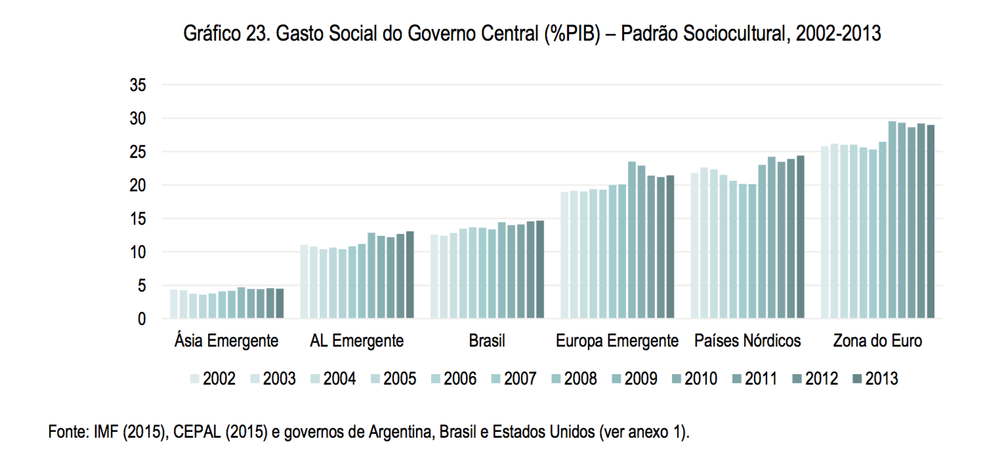 Gráfico 23. Gasto Social do Governo Central (%PIB) – Padrão Sociocultural, 2002-2013
35
30
25
20
15
10
5
0
Ásia Emergente AL Emergente Brasil Europa Emergente Países Nórdicos Zona do Euro
2002 2003 2004 2005 2006 2007 2008 2009 2010 2011 2012 2013
Fonte: IMF (2015), CEPAL (2015) e governos de Argentina, Brasil e Estados Unidos (ver anexo 1).